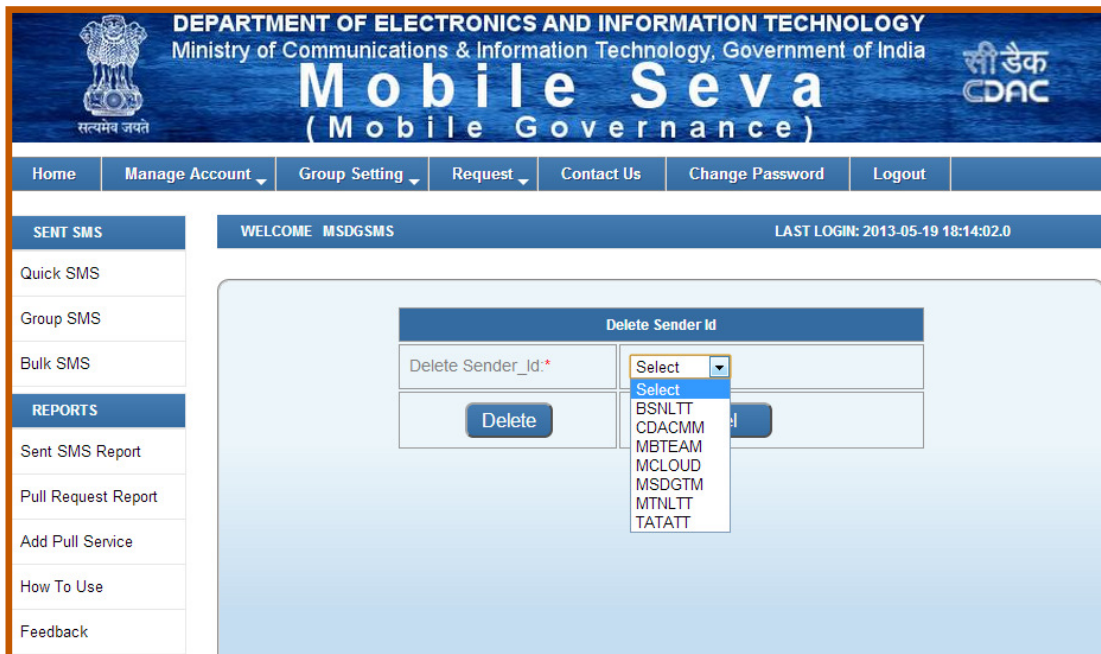 DEPARTMENT OF ELECTRONICS AND INFORMATION TECHNOLOGY
Ministry of Communications & Information Technology, Government of India
Mobile Seva
(Mobile Governance)
सत्यमेव जयते
सी डैक
CDAC
Home Manage Account Group Setting Request Contact Us Change Password Logout
SENT SMS
Quick SMS
Group SMS
Bulk SMS
REPORTS
Sent SMS Report
Pull Request Report
Add Pull Service
How To Use
Feedback
WELCOME MSDGSMS LAST LOGIN: 2013-05-19 18:14:02.0
Delete Sender Id
Delete Sender_Id:* Select
Select
BSNLTT
CDACMM
MBTEAM
MCLOUD
MSDGTM
MTNLTT
TATATT
Delete